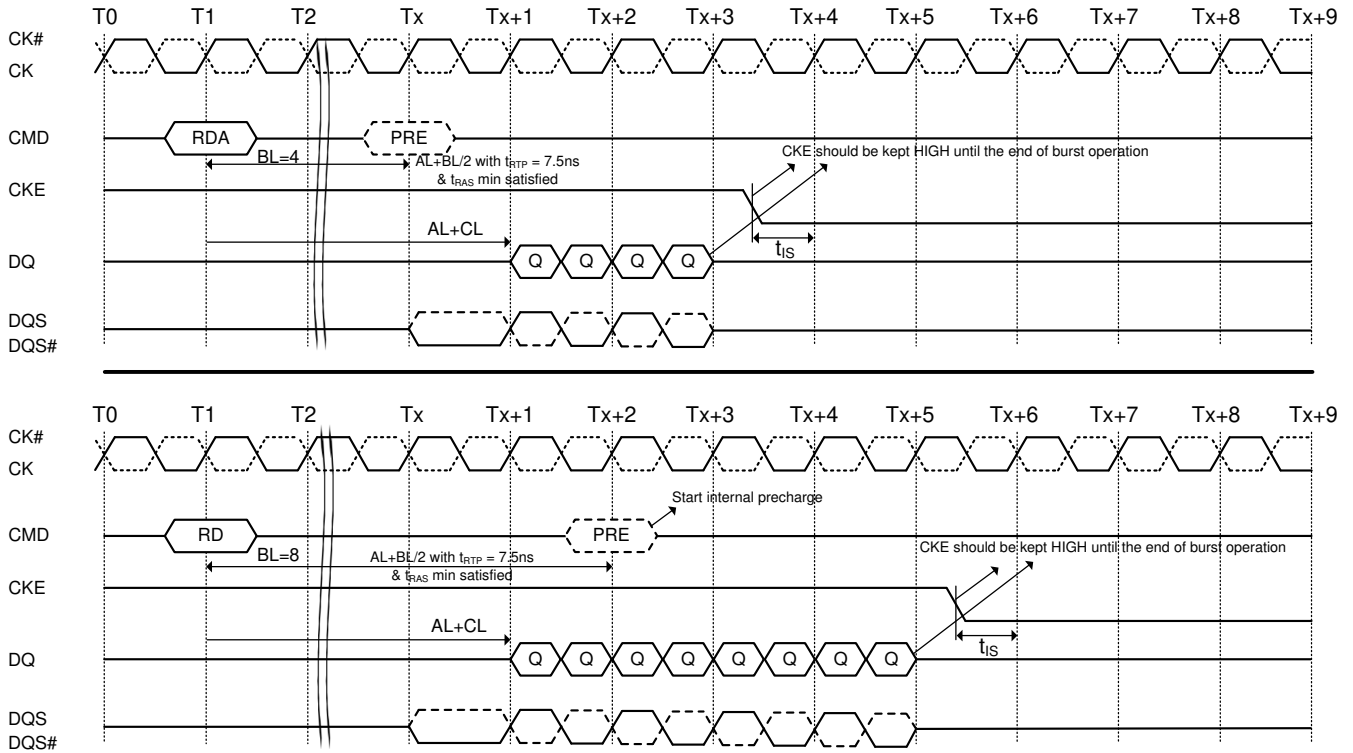 T0 T1 T2 Tx Tx+1 Tx+2 Tx+3 Tx+4 Tx+5 Tx+6 Tx+7 Tx+8 Tx+9
CK#
CK
CMD RDA PRE
BL=4 AL+BL/2 with tRTP = 7.5ns
& tRAS min satisfied
CKE should be kept HIGH until the end of burst operation
CKE
AL+CL
tIS
DQ Q Q Q Q
DQS
DQS#
T0 T1 T2 Tx Tx+1 Tx+2 Tx+3 Tx+4 Tx+5 Tx+6 Tx+7 Tx+8 Tx+9
CK#
CK
Start internal precharge
CMD RD PRE
BL=8 AL+BL/2 with tRTP = 7.5ns
& tRAS min satisfied
CKE should be kept HIGH until the end of burst operation
CKE
AL+CL
tIS
DQ Q Q Q Q Q Q Q Q
DQS
DQS#